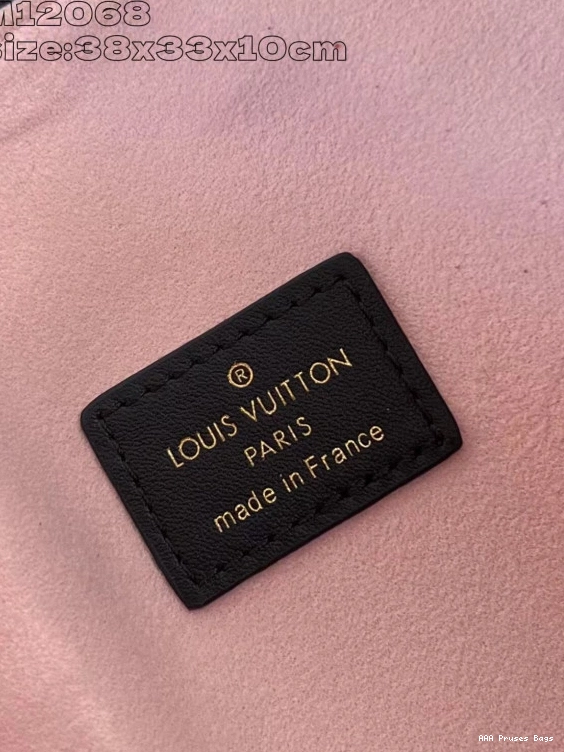 M12068
size:38x33x10cm
®
LOUIS VUITTON
PARIS
made in France
AAA Pruses Bags